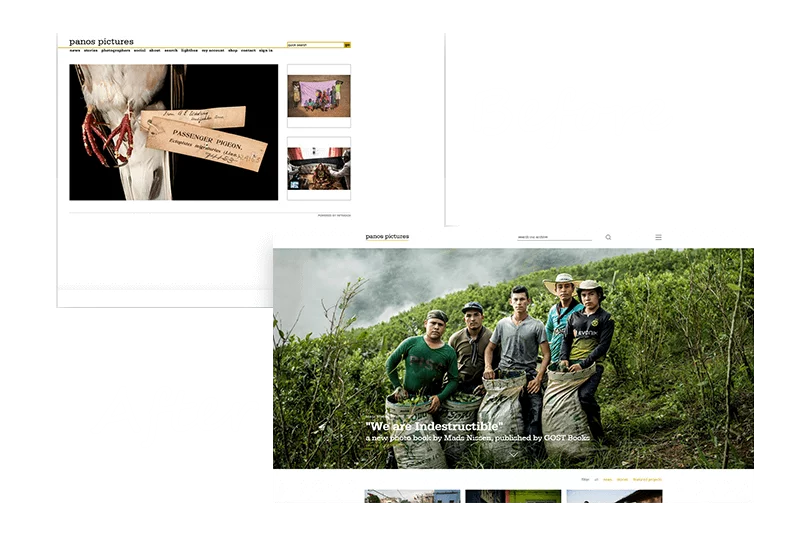 panos pictures
news stories photographers social about search lightbox my account shop contact sign in
quick search
go
PASSENGER PIGEON,
Ectopistes migratorius
panos pictures
search our archive
"We are Indestructible"
a new photo book by Mads Nissen, published by GOST Books
Filter all news stories featured projects